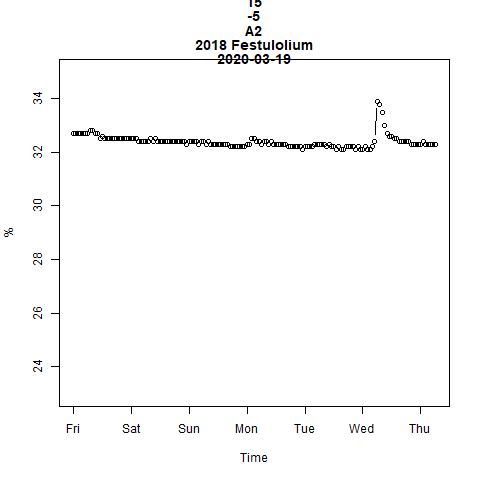 15
-5
A2
2018 Festulolium
2020-03-19
34
32
30
28
26
24
%
Fri Sat Sun Mon Tue Wed Thu
Time